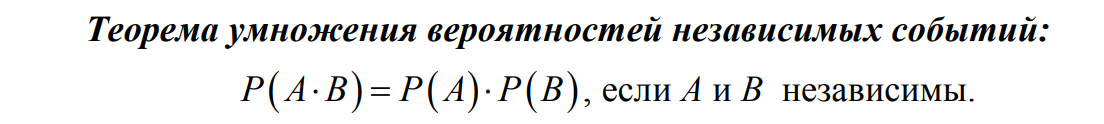 Теорема умножения вероятностей независимых событий:
P(A·B)=P(A)·P(B), если A и B независимы.